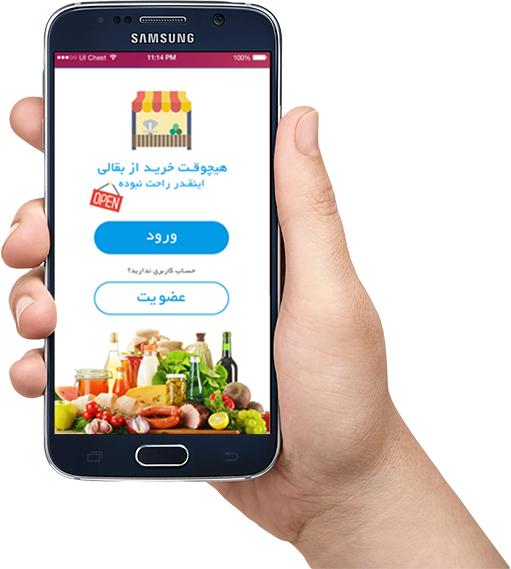 SAMSUNG
UI Chest 11:14 PM 100%
هیچوقت خرید از بقالی
اینقدر راحت نبوده
OPEN
ورود
حساب کاربری ندارید؟
عضویت